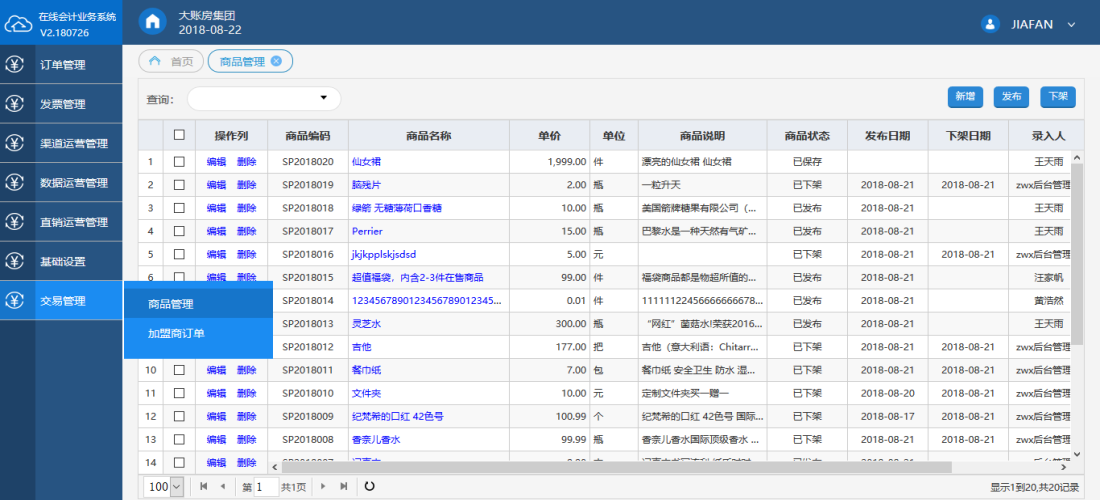 在线会计业务系统
V2.180726
大账房集团
2018-08-22
JIAFAN
订单管理
发票管理
渠道运营管理
数据运营管理
直销运营管理
基础设置
交易管理
商品管理
加盟商订单
首页 商品管理
查询: 新增 发布 下架
操作列 商品编码 商品名称 单价 单位 商品说明 商品状态 发布日期 下架日期 录入人
1 编辑 删除 SP2018020 仙女裙 1,999.00 件 漂亮的仙女裙 仙女裙 已保存 王天雨
2 编辑 删除 SP2018019 脑残片 2.00 瓶 一粒升天 已下架 2018-08-21 2018-08-21 zwx后台管理
3 编辑 删除 SP2018018 绿箭 无糖薄荷口香糖 10.00 瓶 美国箭牌糖果有限公司（... 已发布 2018-08-21 王天雨
4 编辑 删除 SP2018017 Perrier 15.00 瓶 巴黎水是一种天然有气矿... 已发布 2018-08-21 王天雨
5 编辑 删除 SP2018016 jkjkpplskjsdsd 5.00 元 已下架 2018-08-21 2018-08-21 zwx后台管理
6 编辑 删除 SP2018015 超值福袋，内含2-3件在售商品 99.00 件 福袋商品都是物超所值的... 已发布 2018-08-21 汪家帆
SP2018014 1234567890123456789012345... 0.01 件 11111122456666666678... 已发布 2018-08-21 黄浩然
SP2018013 灵芝水 300.00 瓶 “网红”菌菇水!荣获2016... 已发布 2018-08-21 王天雨
SP2018012 吉他 177.00 把 吉他（意大利语：Chitarr... 已下架 2018-08-21 2018-08-21 zwx后台管理
10 编辑 删除 SP2018011 餐巾纸 7.00 包 餐巾纸 安全卫生 防水 湿... 已下架 2018-08-21 2018-08-21 zwx后台管理
11 编辑 删除 SP2018010 文件夹 10.00 元 定制文件夹买一赠一 已下架 2018-08-20 2018-08-21 zwx后台管理
12 编辑 删除 SP2018009 纪梵希的口红 42色号 100.99 个 纪梵希的口红 42色号 国际... 已下架 2018-08-17 2018-08-21 zwx后台管理
13 编辑 删除 SP2018008 香奈儿香水 99.99 瓶 香奈儿香水国际顶级香水 ... 已下架 2018-08-21 2018-08-21 zwx后台管理
14 编辑 删除
100 第 1 共1页 显示1到20,共20记录